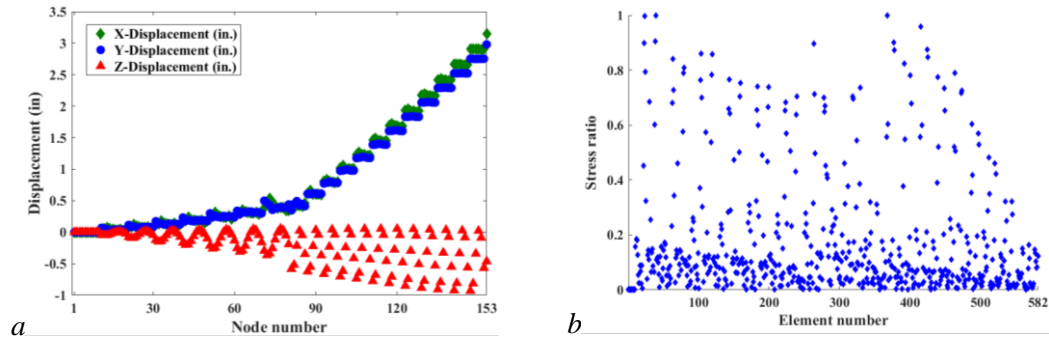 3.5
3
2.5
2
1.5
1
0.5
0
-0.5
-1
Displacement (in)
X-Displacement (in.)
Y-Displacement (in.)
Z-Displacement (in.)
1 30 60 90 120 153
Node number
a
1
0.8
0.6
0.4
0.2
0
Stress ratio
100 200 300 400 500 582
Element number
b